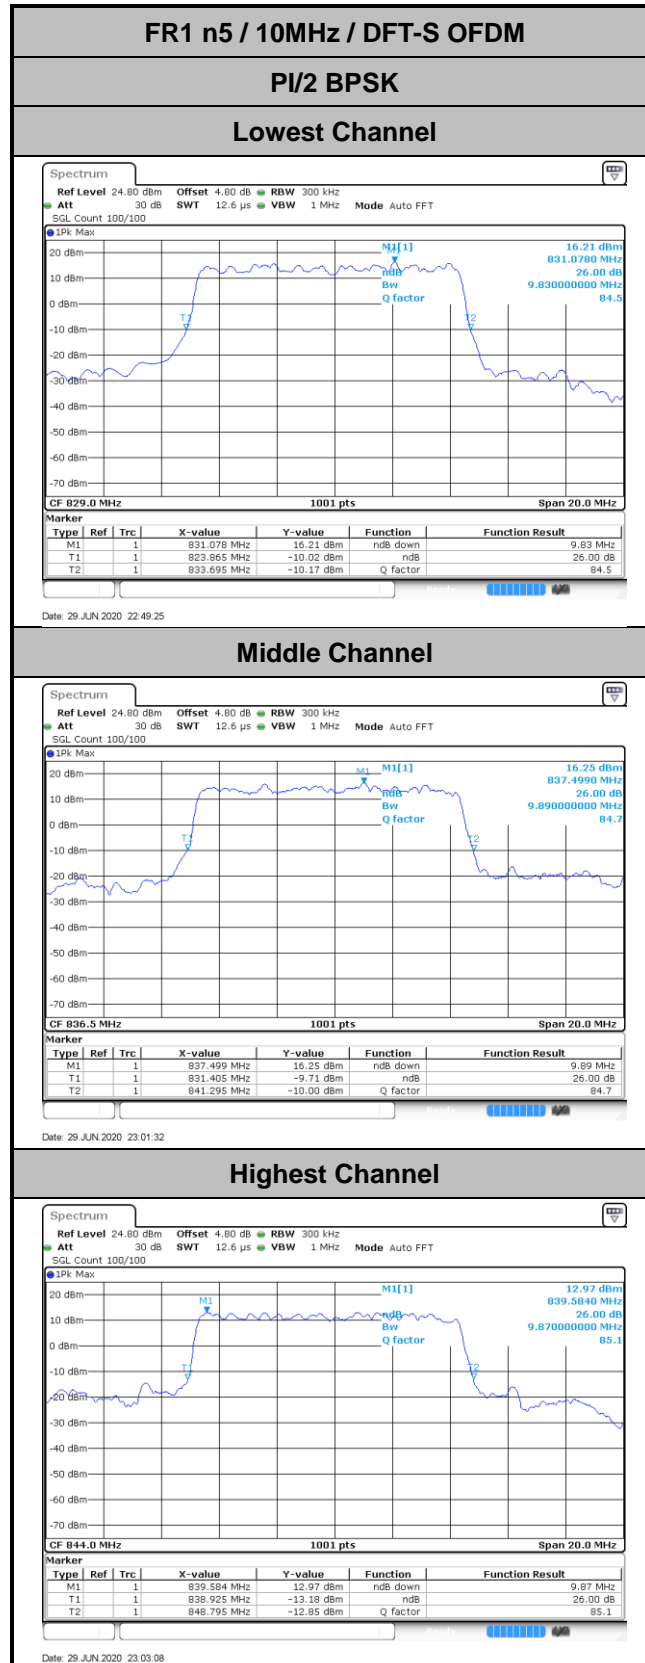 FR1 n5 / 10MHz / DFT-S OFDM
PI/2 BPSK
Lowest Channel
Spectrum
Ref Level 24.80 dBm Offset 4.80 dB RBW 300 kHz
Att 30 dB SWT 12.6 µs VBW 1 MHz Mode Auto FFT
SGL Count 100/100
1Pk Max
M1[1] 16.21 dBm
831.0780 MHz
ndB 26.00 dB
Bw 9.830000000 MHz
Q factor 84.5
M1
T1
T2
20 dBm
10 dBm
0 dBm
-10 dBm
-20 dBm
-30 dBm
-40 dBm
-50 dBm
-60 dBm
-70 dBm
CF 829.0 MHz 1001 pts Span 20.0 MHz
Marker
Type Ref Trc X-value Y-value Function Function Result
M1 1 831.078 MHz 16.21 dBm ndB down 9.83 MHz
T1 1 823.865 MHz -10.02 dBm ndB 26.00 dB
T2 1 833.695 MHz -10.17 dBm Q factor 84.5
Date: 29.JUN.2020 22:49:25
Middle Channel
Spectrum
Ref Level 24.80 dBm Offset 4.80 dB RBW 300 kHz
Att 30 dB SWT 12.6 µs VBW 1 MHz Mode Auto FFT
SGL Count 100/100
1Pk Max
M1[1] 16.25 dBm
837.4990 MHz
ndB 26.00 dB
Bw 9.890000000 MHz
Q factor 84.7
M1
T1
T2
20 dBm
10 dBm
0 dBm
-10 dBm
-20 dBm
-30 dBm
-40 dBm
-50 dBm
-60 dBm
-70 dBm
CF 836.5 MHz 1001 pts Span 20.0 MHz
Marker
Type Ref Trc X-value Y-value Function Function Result
M1 1 837.499 MHz 16.25 dBm ndB down 9.89 MHz
T1 1 831.405 MHz -9.71 dBm ndB 26.00 dB
T2 1 841.295 MHz -10.00 dBm Q factor 84.7
Date: 29.JUN.2020 23:01:32
Highest Channel
Spectrum
Ref Level 24.80 dBm Offset 4.80 dB RBW 300 kHz
Att 30 dB SWT 12.6 µs VBW 1 MHz Mode Auto FFT
SGL Count 100/100
1Pk Max
M1[1] 12.97 dBm
839.5840 MHz
ndB 26.00 dB
Bw 9.870000000 MHz
Q factor 85.1
M1
T1
T2
20 dBm
10 dBm
0 dBm
-10 dBm
-20 dBm
-30 dBm
-40 dBm
-50 dBm
-60 dBm
-70 dBm
CF 844.0 MHz 1001 pts Span 20.0 MHz
Marker
Type Ref Trc X-value Y-value Function Function Result
M1 1 839.584 MHz 12.97 dBm ndB down 9.87 MHz
T1 1 838.925 MHz -13.18 dBm ndB 26.00 dB
T2 1 848.795 MHz -12.85 dBm Q factor 85.1
Date: 29.JUN.2020 23:03:08